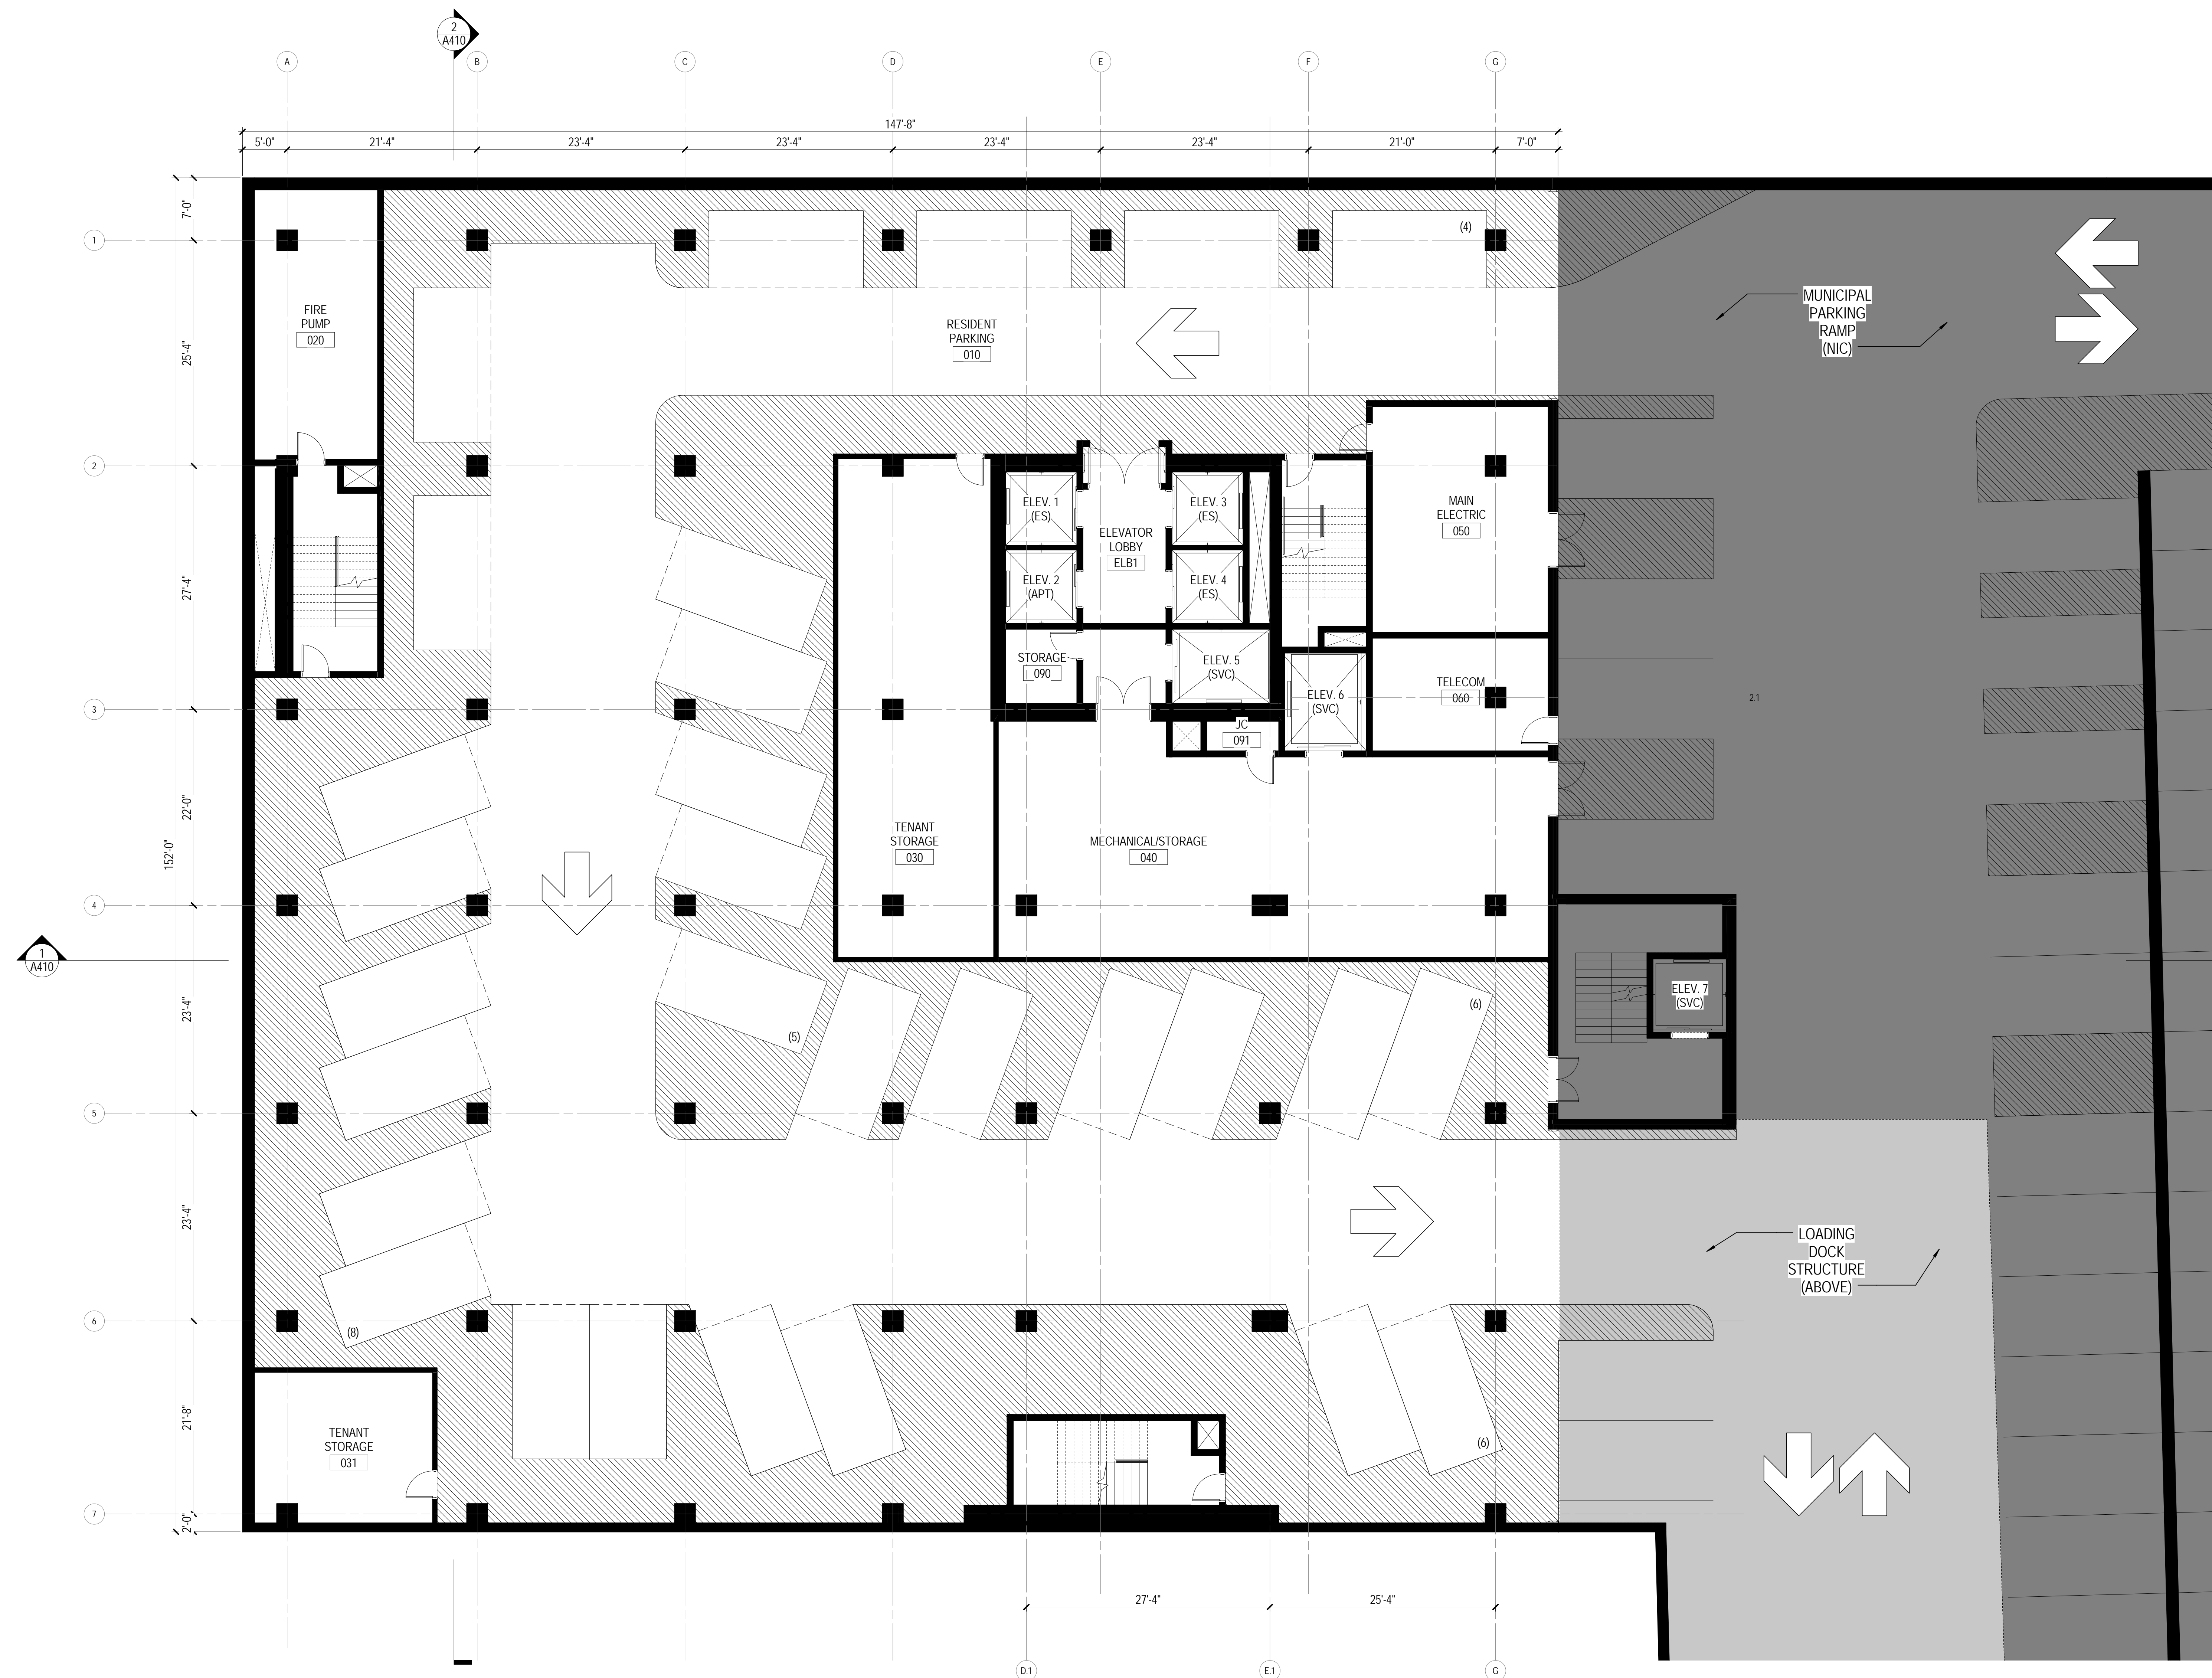 2
A410
A
B
C
D
E
F
G
147'-8"
5'-0"
21'-4"
23'-4"
23'-4"
23'-4"
23'-4"
21'-0"
7'-0"
7'-0"
1
(4)
MUNICIPAL
PARKING
RAMP
(NIC)
FIRE
PUMP
020
RESIDENT
PARKING
010
25'-4"
2
ELEV. 1
(ES)
ELEV. 3
(ES)
MAIN
ELECTRIC
050
ELEVATOR
LOBBY
ELB1
27'-4"
ELEV. 2
(APT)
ELEV. 4
(ES)
STORAGE
090
ELEV. 5
(SVC)
ELEV. 6
(SVC)
TELECOM
060
2.1
3
JC
091
22'-0"
152'-0"
TENANT
STORAGE
030
MECHANICAL/STORAGE
040
4
1
A410
23'-4"
(5)
(6)
ELEV. 7
(SVC)
5
23'-4"
LOADING
DOCK
STRUCTURE
(ABOVE)
6
(8)
21'-8"
TENANT
STORAGE
031
(6)
7
2'-0"
27'-4"
25'-4"
D.1
E.1
G